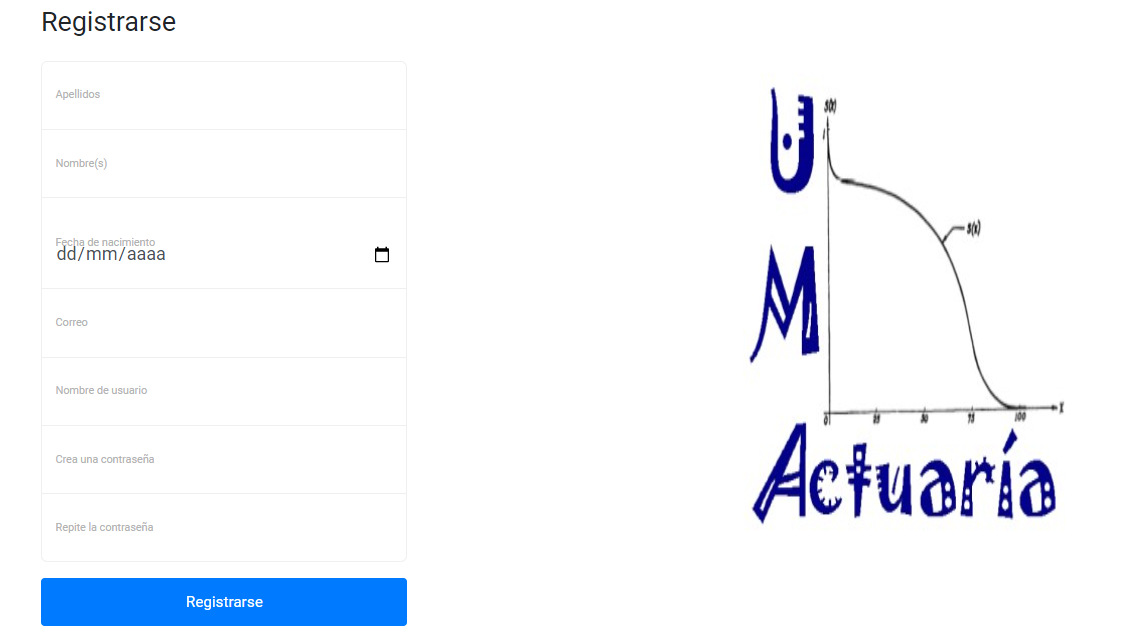 Registrarse
Apellidos
Nombre(s)
Fecha de nacimiento
dd/mm/aaaa
Correo
Nombre de usuario
Crea una contraseña
Repite la contraseña
Registrarse
U
M
Actuaría
S(X)
1
s(x)
0
25
50
75
100
X